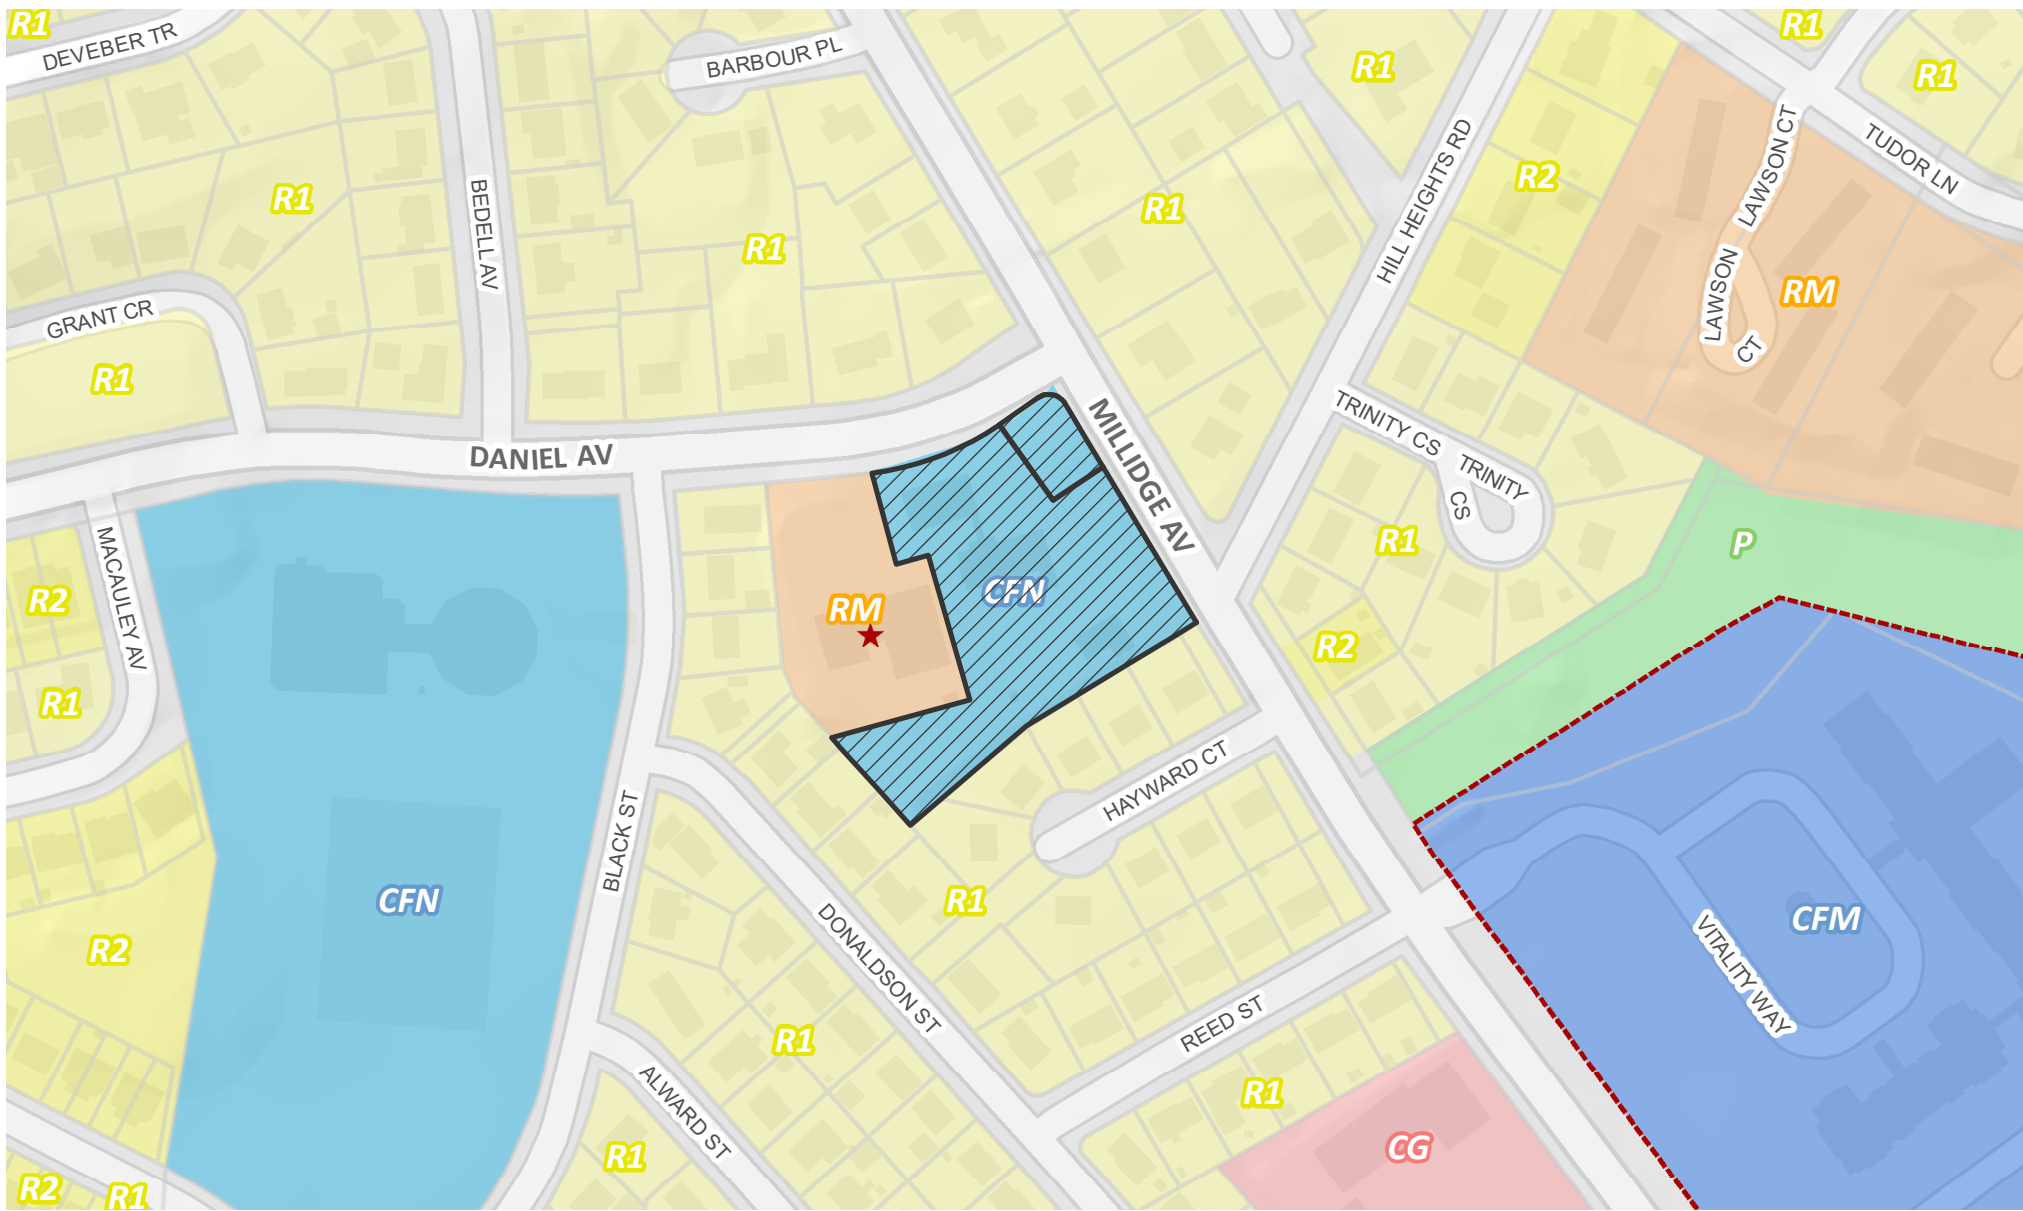 R1
DEVEBER TR
BARBOUR PL
R1
R1
R1
TUDOR LN
LAWSON CT
R2
HILL HEIGHTS RD
R1
BEDELL AV
R1
R1
RM
LAWSON
CT
GRANT CR
R1
DANIEL AV
MILLIDGE AV
TRINITY CS
TRINITY
CS
R1
P
MACAULEY AV
R2
RM
CFN
R2
R1
HAYWARD CT
BLACK ST
CFN
R1
CFM
VITALITY WAY
R2
DONALDSON ST
REED ST
R1
R1
ALWARD ST
CG
R1
R2
R1